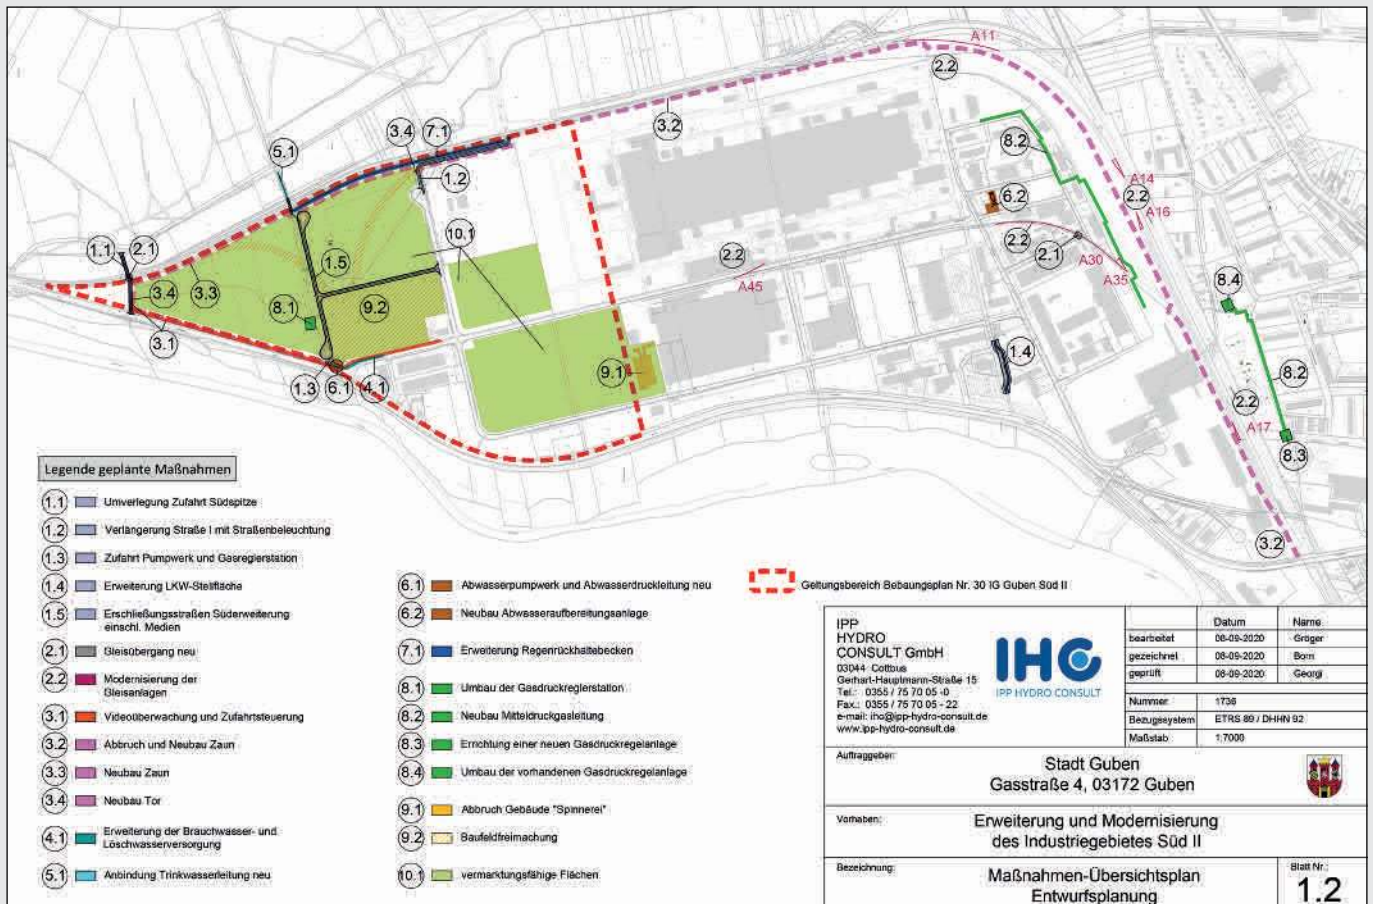 A11
2.2
3.2
3.4
7.1
5.1
1.2
8.2
A14
6.2
2.2
A16
10.1
2.2
2.1
1.1
2.1
1.5
2.2
A30
A35
3.4
3.3
A45
8.4
8.1
9.2
3.1
1.4
9.1
8.2
1.3
6.1
4.1
2.2
A17
8.3
3.2
Legende geplante Maßnahmen
1.1 Umverlegung Zufahrt Südspitze
1.2 Verlängerung Straße I mit Straßenbeleuchtung
1.3 Zufahrt Pumpwerk und Gasreglerstation
1.4 Erweiterung LKW-Stellfläche
1.5 Erschließungsstraßen Süderweiterung
einschl. Medien
2.1 Gleisübergang neu
2.2 Modernisierung der
Gleisanlagen
3.1 Videoüberwachung und Zufahrtsteuerung
3.2 Abbruch und Neubau Zaun
3.3 Neubau Zaun
3.4 Neubau Tor
4.1 Erweiterung der Brauchwasser- und
Löschwasserversorgung
5.1 Anbindung Trinkwasserleitung neu
6.1 Abwasserpumpwerk und Abwasserdruckleitung neu
6.2 Neubau Abwasseraufbereitungsanlage
7.1 Erweiterung Regenrückhaltebecken
8.1 Umbau der Gasdruckreglerstation
8.2 Neubau Mitteldruckgasleitung
8.3 Errichtung einer neuen Gasdruckregelanlage
8.4 Umbau der vorhandenen Gasdruckregelanlage
9.1 Abbruch Gebäude "Spinnerei"
9.2 Baufeldfreimachung
10.1 vermarktungsfähige Flächen
Geltungsbereich Bebaungsplan Nr. 30 IG Guben Süd II
IPP
HYDRO
CONSULT GmbH
03044 Cottbus
Gerhart-Hauptmann-Straße 15
Tel.: 0355 / 75 70 05 -0
Fax.: 0355 / 75 70 05 - 22
e-mail: ihc@ipp-hydro-consult.de
www.ipp-hydro-consult.de
IHC
IPP HYDRO CONSULT
Datum Name
bearbeitet 08-09-2020 Gröger
gezeichnet 08-09-2020 Born
geprüft 08-09-2020 Georgi
Nummer 1736
Bezugssystem ETRS 89 / DHHN 92
Maßstab 1:7000
Auftraggeber:
Stadt Guben
Gasstraße 4, 03172 Guben
Vorhaben:
Erweiterung und Modernisierung
des Industriegebietes Süd II
Bezeichnung:
Maßnahmen-Übersichtsplan
Entwurfsplanung
Blatt Nr.:
1.2